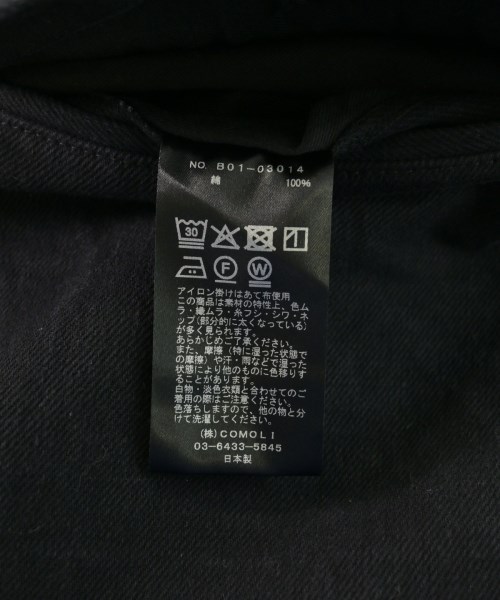 NO. B01-03014
綿 100%
30
F W
アイロン掛けはあて布使用
この商品は素材の特性上、色ム
ラ・織ムラ・糸フシ・シワ・ネ
ップ(部分的に太くなっている)
が多く見られます。
あらかじめご了承ください。
また、摩擦(特に湿った状態で
の摩擦)や汗・雨などで湿った
状態により他のものに色移りす
ることがあります。
白物・淡色衣類と合わせてのご
着用の際はご注意ください。
色落ちしますので、他の物と分
けて洗濯してください。
(株)COMOLI
03-6433-5845
日本製